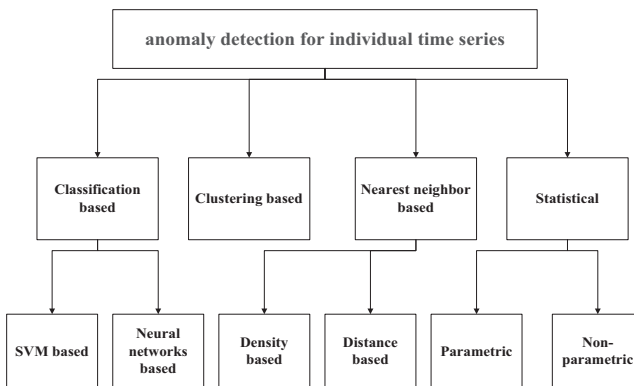 anomaly detection for individual time series
Classification
based
Clustering based
Nearest neighbor
based
Statistical
SVM based
Neural
networks
based
Density
based
Distance
based
Parametric
Non-
parametric